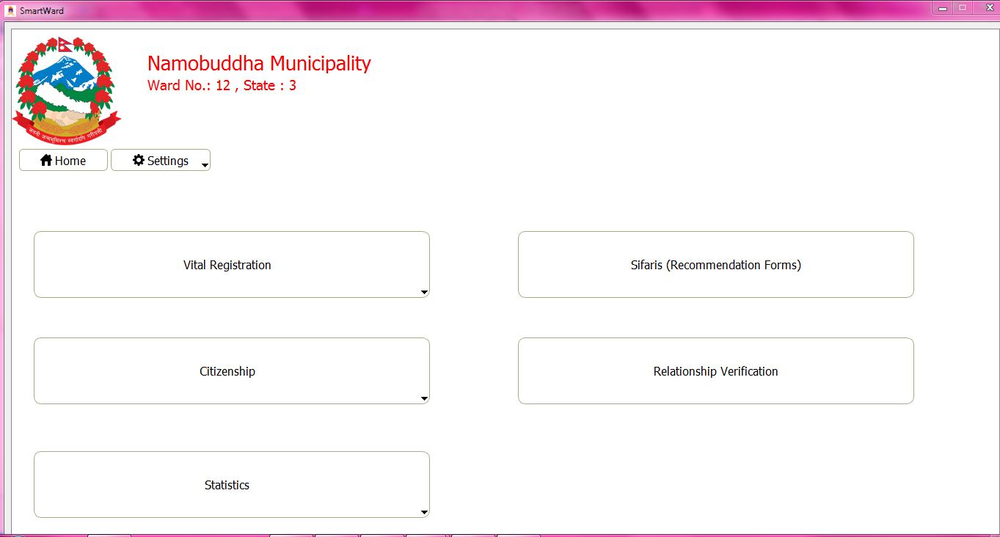 SmartWard
Namobuddha Municipality
Ward No.: 12 , State : 3
जननी जन्मभूमिश्च स्वर्गादपि गरीयसी
Home
Settings
Vital Registration
Sifaris (Recommendation Forms)
Citizenship
Relationship Verification
Statistics